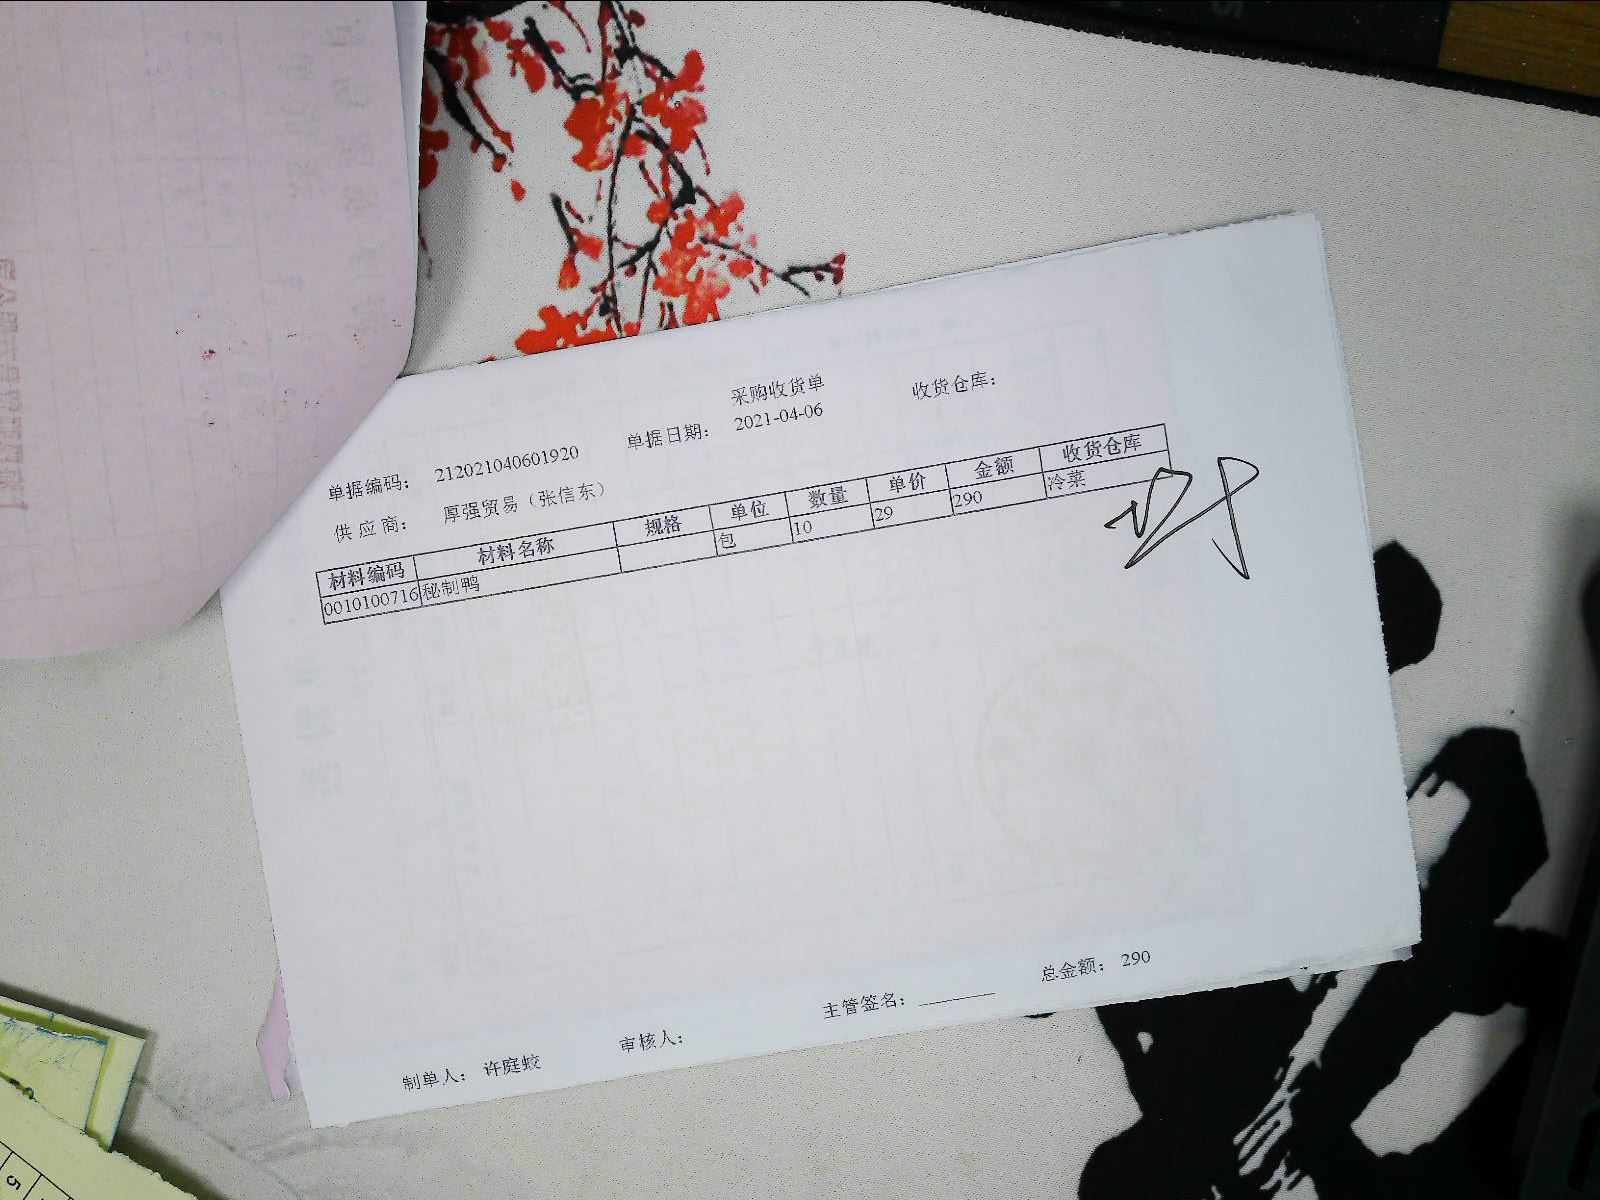 采购收货单
单据编码: 212021040601920 单据日期: 2021-04-06 收货仓库:
供应商: 厚强贸易（张信东）
材料编码 材料名称 规格 单位 数量 单价 金额 收货仓库
0010100716 秘制鸭 包 10 29 290 冷菜
总金额: 290
制单人: 许庭蛟 审核人: 主管签名:
5